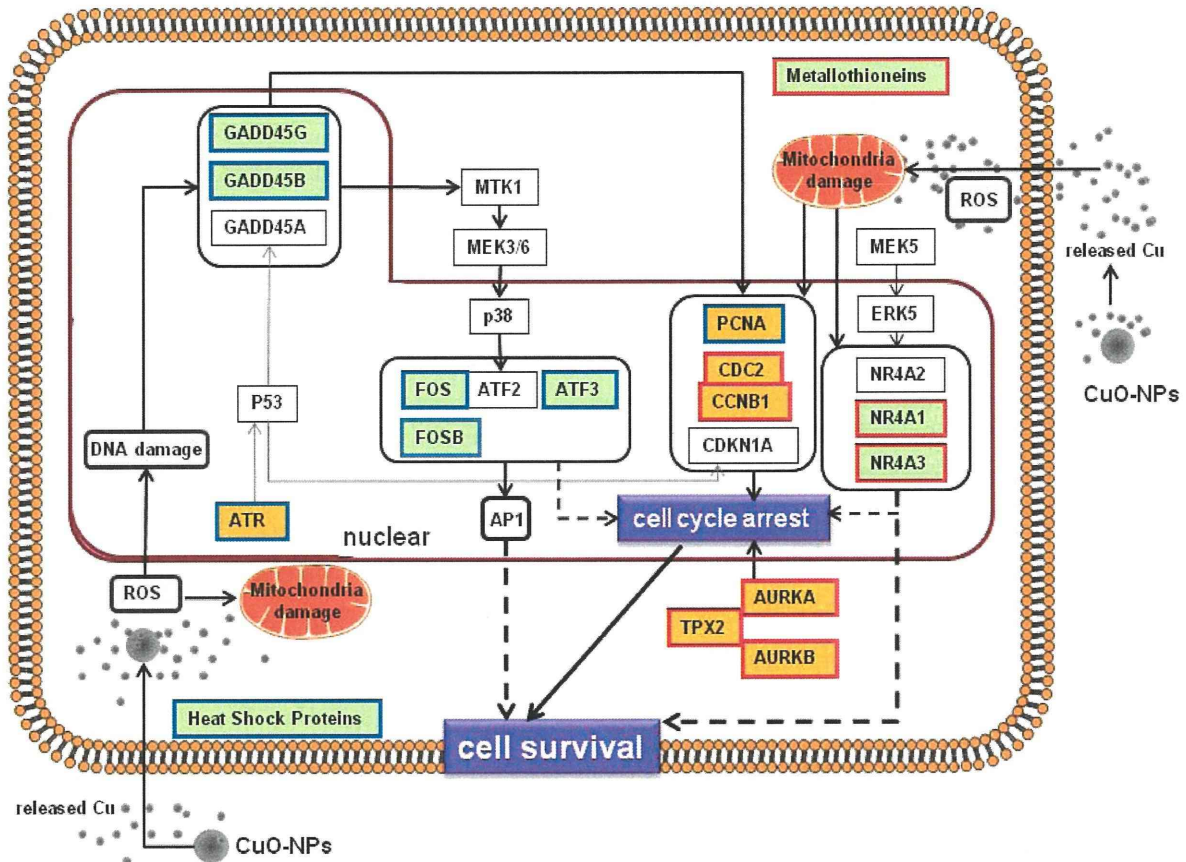 Metallothioneins
GADD45G
GADD45B
GADD45A
MTK1
MEK3/6
p38
FOS
ATF2
ATF3
FOSB
AP1
P53
ATR
DNA damage
nuclear
ROS
Mitochondria
damage
Mitochondria
damage
ROS
released Cu
CuO-NPs
MEK5
ERK5
NR4A2
NR4A1
NR4A3
PCNA
CDC2
CCNB1
CDKN1A
cell cycle arrest
AURKA
TPX2
AURKB
Heat Shock Proteins
cell survival
released Cu
CuO-NPs